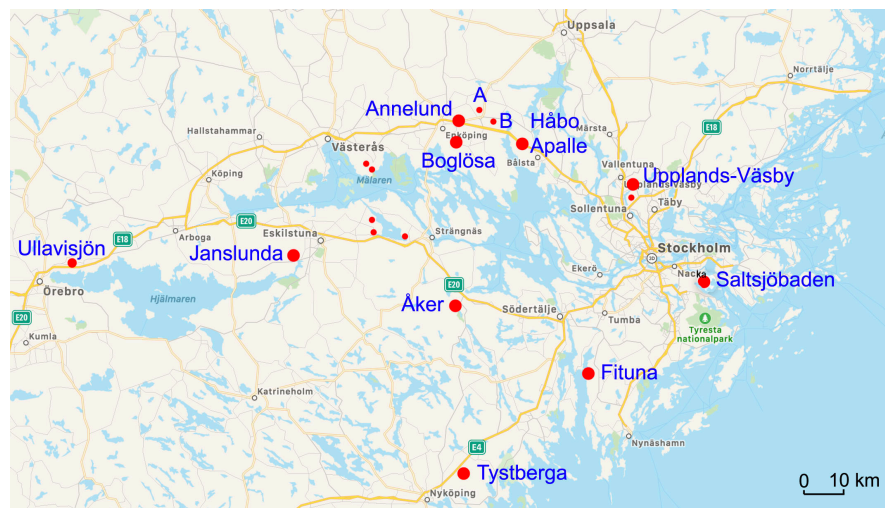 Uppsala
Norrtälje
A
Annelund
B
Håbo
Apalle
E18
Hallstahammar
Västerås
Enköping
Märsta
Boglösa
Bålsta
Vallentuna
Köping
Mälaren
Upplands-Väsby
Upplands-Väsby
Täby
Sollentuna
E20
Strängnäs
Arboga
Eskilstuna
E18
Ullavisjön
Janslunda
Stockholm
Nacka
Ekerö
Saltsjöbaden
Örebro
Hjälmaren
E20
Åker
Södertälje
Tumba
E20
Kumla
Tyresta
nationalpark
Fituna
Katrineholm
Nynäshamn
E4
Tystberga
Nyköping
0 10 km